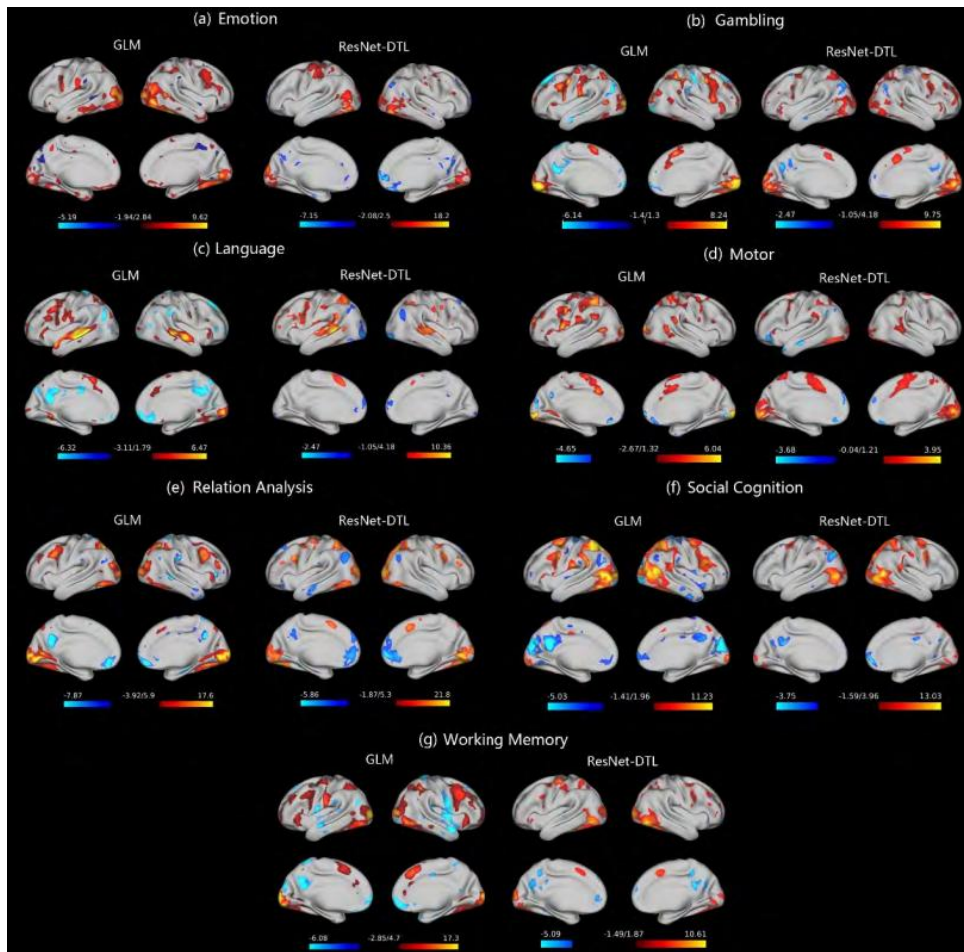 (a) Emotion
GLM
ResNet-DTL
-5.19 -1.94/2.84 9.62
-7.15 -2.08/2.5 18.2
(b) Gambling
GLM
ResNet-DTL
-6.14 -1.4/1.3 8.24
-2.47 -1.05/4.18 9.75
(c) Language
GLM
ResNet-DTL
-6.32 -3.11/1.79 6.47
-2.47 -1.05/4.18 10.36
(d) Motor
GLM
ResNet-DTL
-4.65 -2.67/1.32 6.04
-3.68 -0.04/1.21 3.95
(e) Relation Analysis
GLM
ResNet-DTL
-7.87 -3.92/5.9 17.6
-5.86 -1.87/5.3 21.8
(f) Social Cognition
GLM
ResNet-DTL
-5.03 -1.41/1.96 11.23
-3.75 -1.59/3.96 13.03
(g) Working Memory
GLM
ResNet-DTL
-6.08 -2.85/4.7 17.3
-5.09 -1.49/1.87 10.61